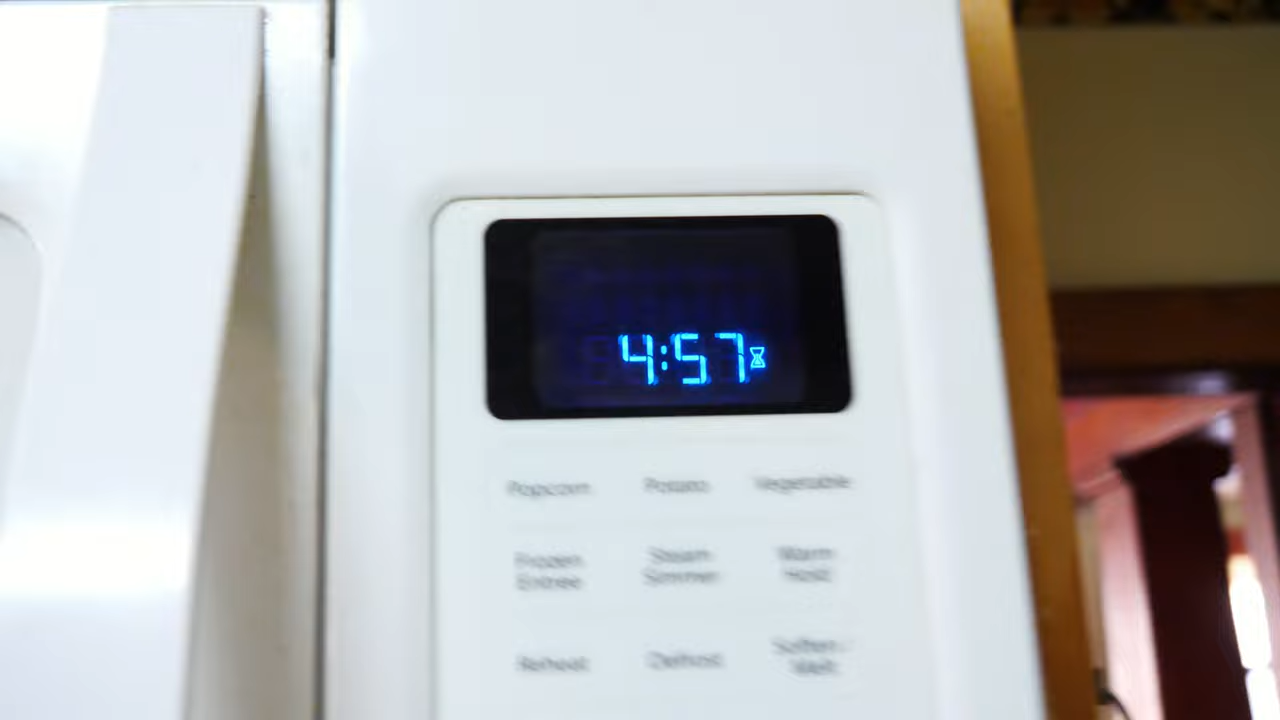 4:57
Popcorn Potato Vegetable
Frozen Steam Warm
Entree Simmer Hold
Reheat Defrost Soften/
Melt